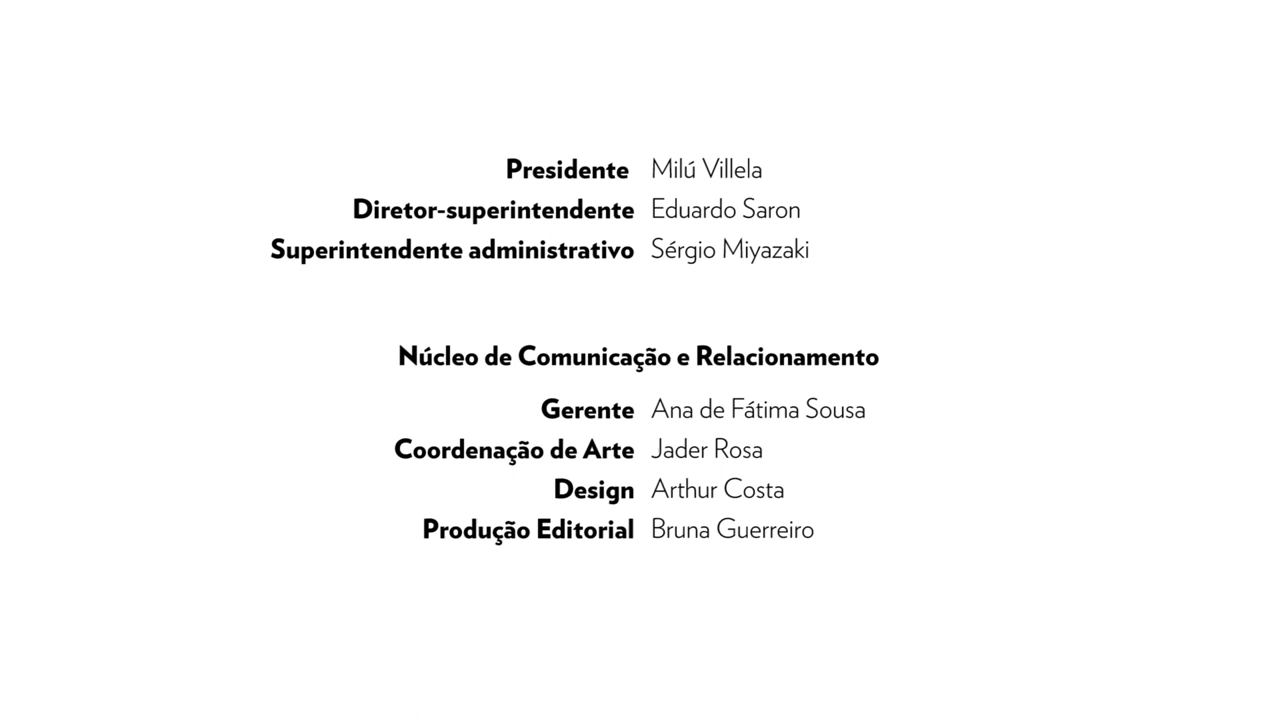 Presidente Milú Villela
Diretor-superintendente Eduardo Saron
Superintendente administrativo Sérgio Miyazaki
Núcleo de Comunicação e Relacionamento
Gerente Ana de Fátima Sousa
Coordenação de Arte Jader Rosa
Design Arthur Costa
Produção Editorial Bruna Guerreiro